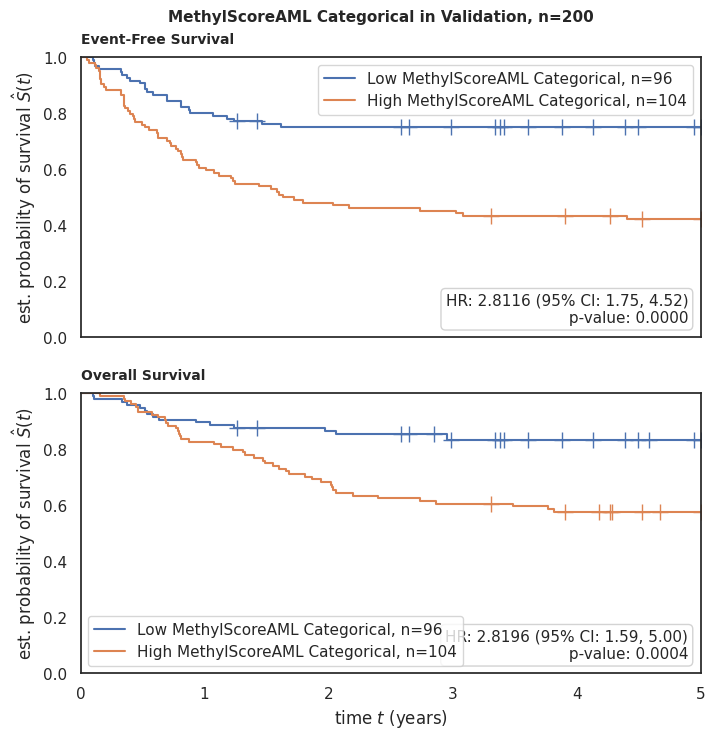 MethylScoreAML Categorical in Validation, n=200
Event-Free Survival
est. probability of survival Ŝ(t)
1.0
0.8
0.6
0.4
0.2
0.0
Low MethylScoreAML Categorical, n=96
High MethylScoreAML Categorical, n=104
HR: 2.8116 (95% CI: 1.75, 4.52)
p-value: 0.0000
Overall Survival
est. probability of survival Ŝ(t)
1.0
0.8
0.6
0.4
0.2
0.0
Low MethylScoreAML Categorical, n=96
High MethylScoreAML Categorical, n=104
HR: 2.8196 (95% CI: 1.59, 5.00)
p-value: 0.0004
0 1 2 3 4 5
time t (years)